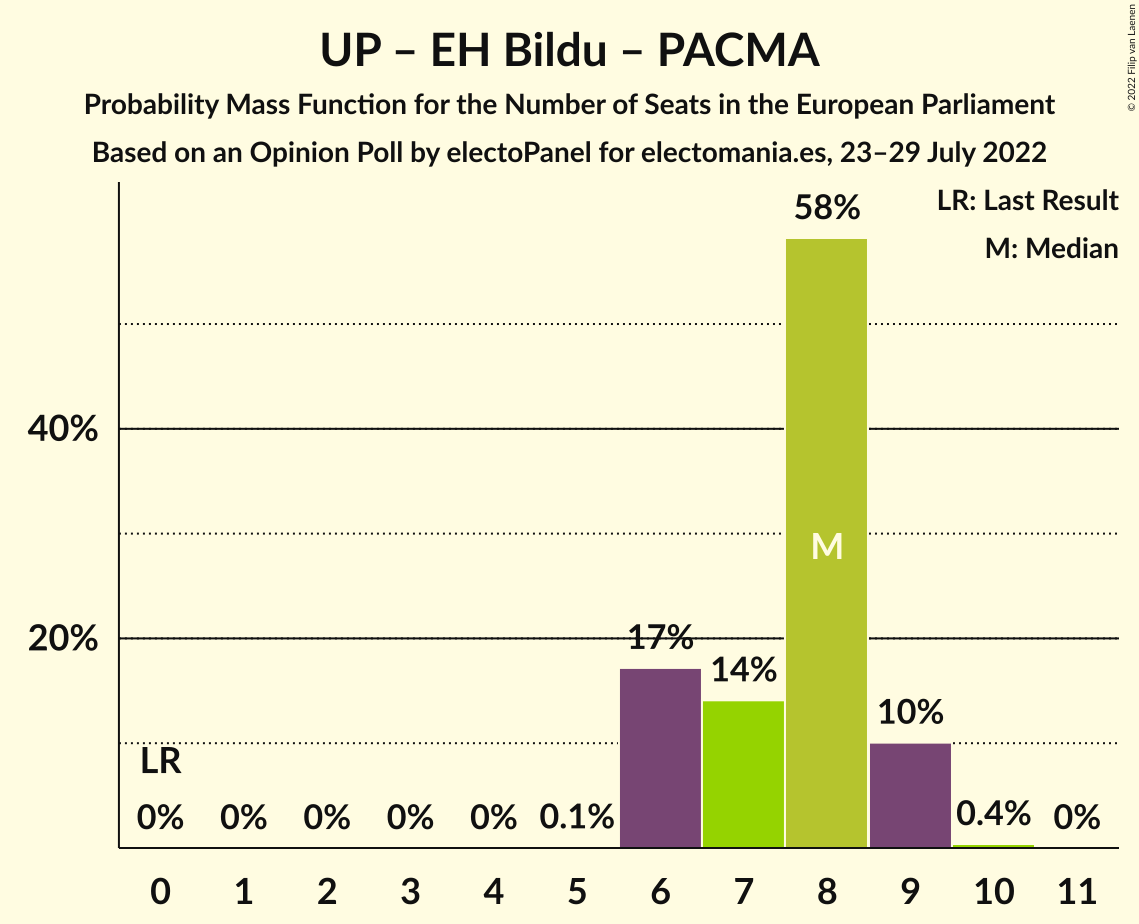 UP – EH Bildu – PACMA
Probability Mass Function for the Number of Seats in the European Parliament
Based on an Opinion Poll by electoPanel for electomania.es, 23–29 July 2022
© 2022 Filip van Laenen
LR: Last Result
M: Median
58%
40%
M
20%
17%
14%
10%
LR
0% 0% 0% 0% 0% 0.1% 0.4% 0%
0 1 2 3 4 5 6 7 8 9 10 11